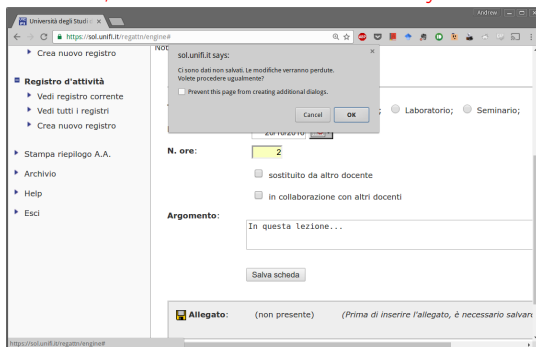 Andrew
Università degli Studi d
https://sol.unifi.it/regattin/engine#
Crea nuovo registro
Registro d'attività
Vedi registro corrente
Vedi tutti i registri
Crea nuovo registro
Stampa riepilogo A.A.
Archivio
Help
Esci
Not
sol.unifi.it says:
Ci sono dati non salvati. Le modifiche verranno perdute.
Volete procedere ugualmente?
Prevent this page from creating additional dialogs.
Cancel OK
; Laboratorio; Seminario;
N. ore: 2
sostituito da altro docente
in collaborazione con altri docenti
Argomento:
In questa lezione...
Salva scheda
Allegato: (non presente) (Prima di inserire l'allegato, è necessario salvare
https://sol.unifi.it/regattin/engine#